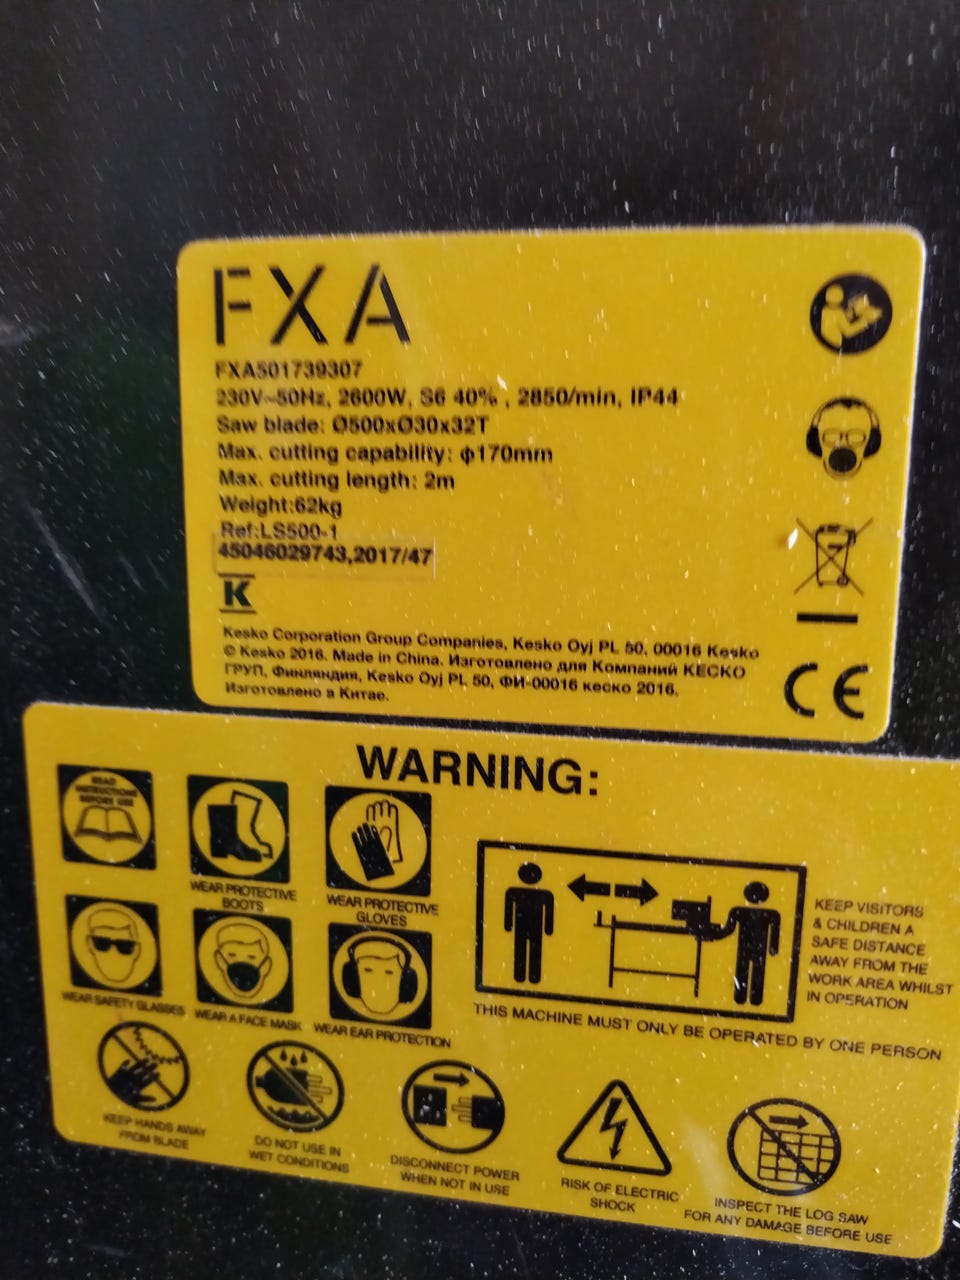 FXA
FXA501739307
230V~50Hz, 2600W, S6 40% , 2850/min, IP44
Saw blade: Ø500xØ30x32T
Max. cutting capability: ϕ170mm
Max. cutting length: 2m
Weight:62kg
Ref:LS500-1
45046029743,2017/47
K
Kesko Corporation Group Companies, Kesko Oyj PL 50, 00016 Kesko
© Kesko 2016. Made in China. Изготовлено для Компаний КЕСКО
ГРУП, Финляндия, Kesko Oyj PL 50, ФИ-00016 кеско 2016.
Изготовлено в Китае.
CE
WARNING:
READ
INSTRUCTIONS
BEFORE USE
WEAR PROTECTIVE
BOOTS
WEAR PROTECTIVE
GLOVES
WEAR SAFETY GLASSES
WEAR A FACE MASK
WEAR EAR PROTECTION
KEEP VISITORS
& CHILDREN A
SAFE DISTANCE
AWAY FROM THE
WORK AREA WHILST
IN OPERATION
THIS MACHINE MUST ONLY BE OPERATED BY ONE PERSON
KEEP HANDS AWAY
FROM BLADE
DO NOT USE IN
WET CONDITIONS
DISCONNECT POWER
WHEN NOT IN USE
RISK OF ELECTRIC
SHOCK
INSPECT THE LOG SAW
FOR ANY DAMAGE BEFORE USE